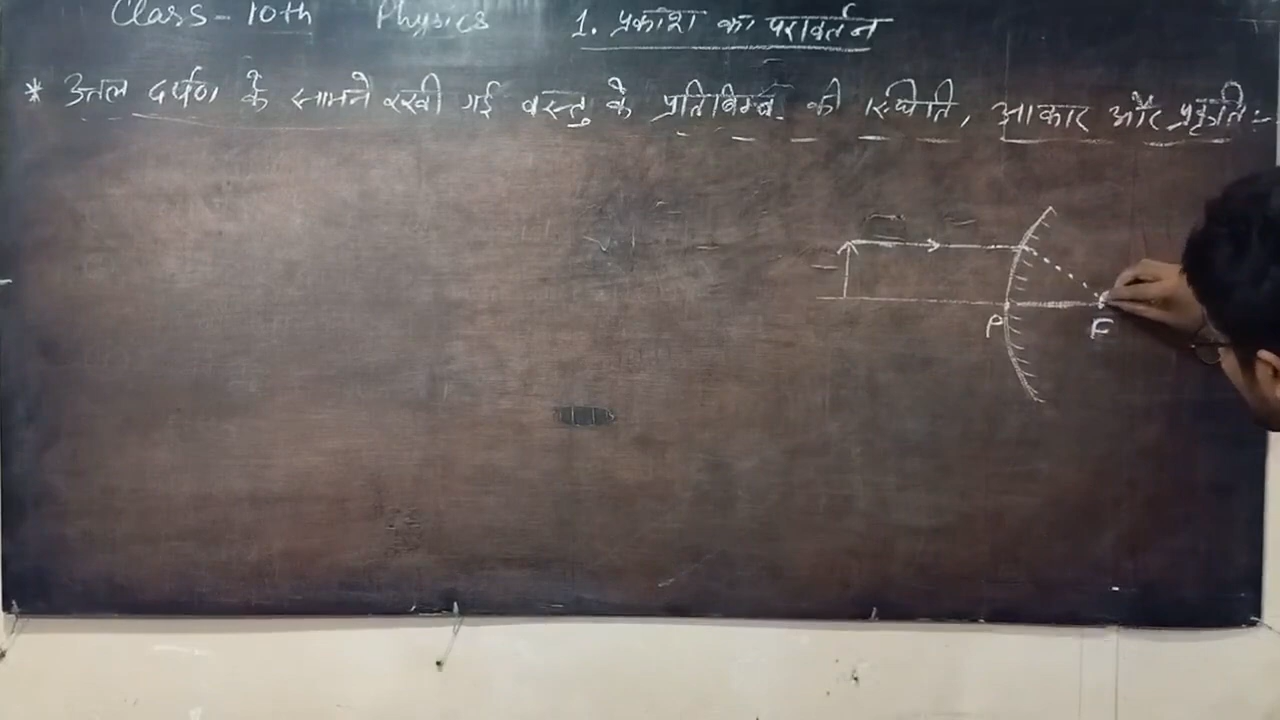 Class - 10th Physics 1. प्रकाश का परावर्तन
* उत्तल दर्पण के सामने रखी गई वस्तु के प्रतिबिम्ब की स्थिति, आकार और प्रकृति:-
P F